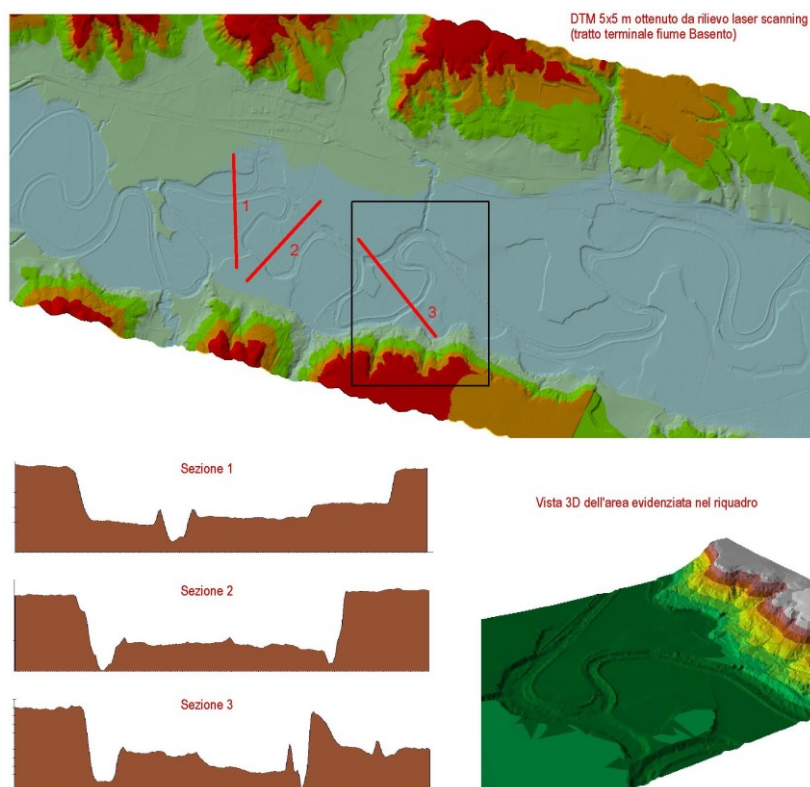 DTM 5x5 m ottenuto da rilievo laser scanning
(tratto terminale fiume Basento)
1
2
3
Sezione 1
Vista 3D dell'area evidenziata nel riquadro
Sezione 2
Sezione 3